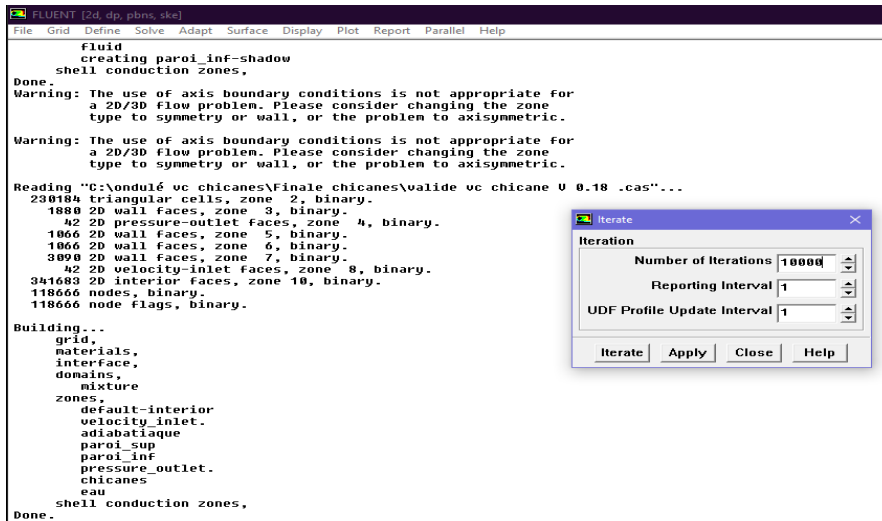 FLUENT [2d, dp, pbns, ske]
File Grid Define Solve Adapt Surface Display Plot Report Parallel Help
fluid
creating paroi_inf-shadow
shell conduction zones,
Done.
Warning: The use of axis boundary conditions is not appropriate for
a 2D/3D flow problem. Please consider changing the zone
type to symmetry or wall, or the problem to axisymmetric.
Warning: The use of axis boundary conditions is not appropriate for
a 2D/3D flow problem. Please consider changing the zone
type to symmetry or wall, or the problem to axisymmetric.
Reading "C:\ondulé vc chicanes\Finale chicanes\valide vc chicane V 0.18 .cas"...
230184 triangular cells, zone 2, binary.
1880 2D wall faces, zone 3, binary.
42 2D pressure-outlet faces, zone 4, binary.
1066 2D wall faces, zone 5, binary.
1066 2D wall faces, zone 6, binary.
3090 2D wall faces, zone 7, binary.
42 2D velocity-inlet faces, zone 8, binary.
341683 2D interior faces, zone 10, binary.
118666 nodes, binary.
118666 node flags, binary.
Building...
grid,
materials,
interface,
domains,
mixture
zones,
default-interior
velocity_inlet.
adiabatiaque
paroi_sup
paroi_inf
pressure_outlet.
chicanes
eau
shell conduction zones,
Done.
Iterate
Iteration
Number of Iterations 10000
Reporting Interval 1
UDF Profile Update Interval 1
Iterate Apply Close Help